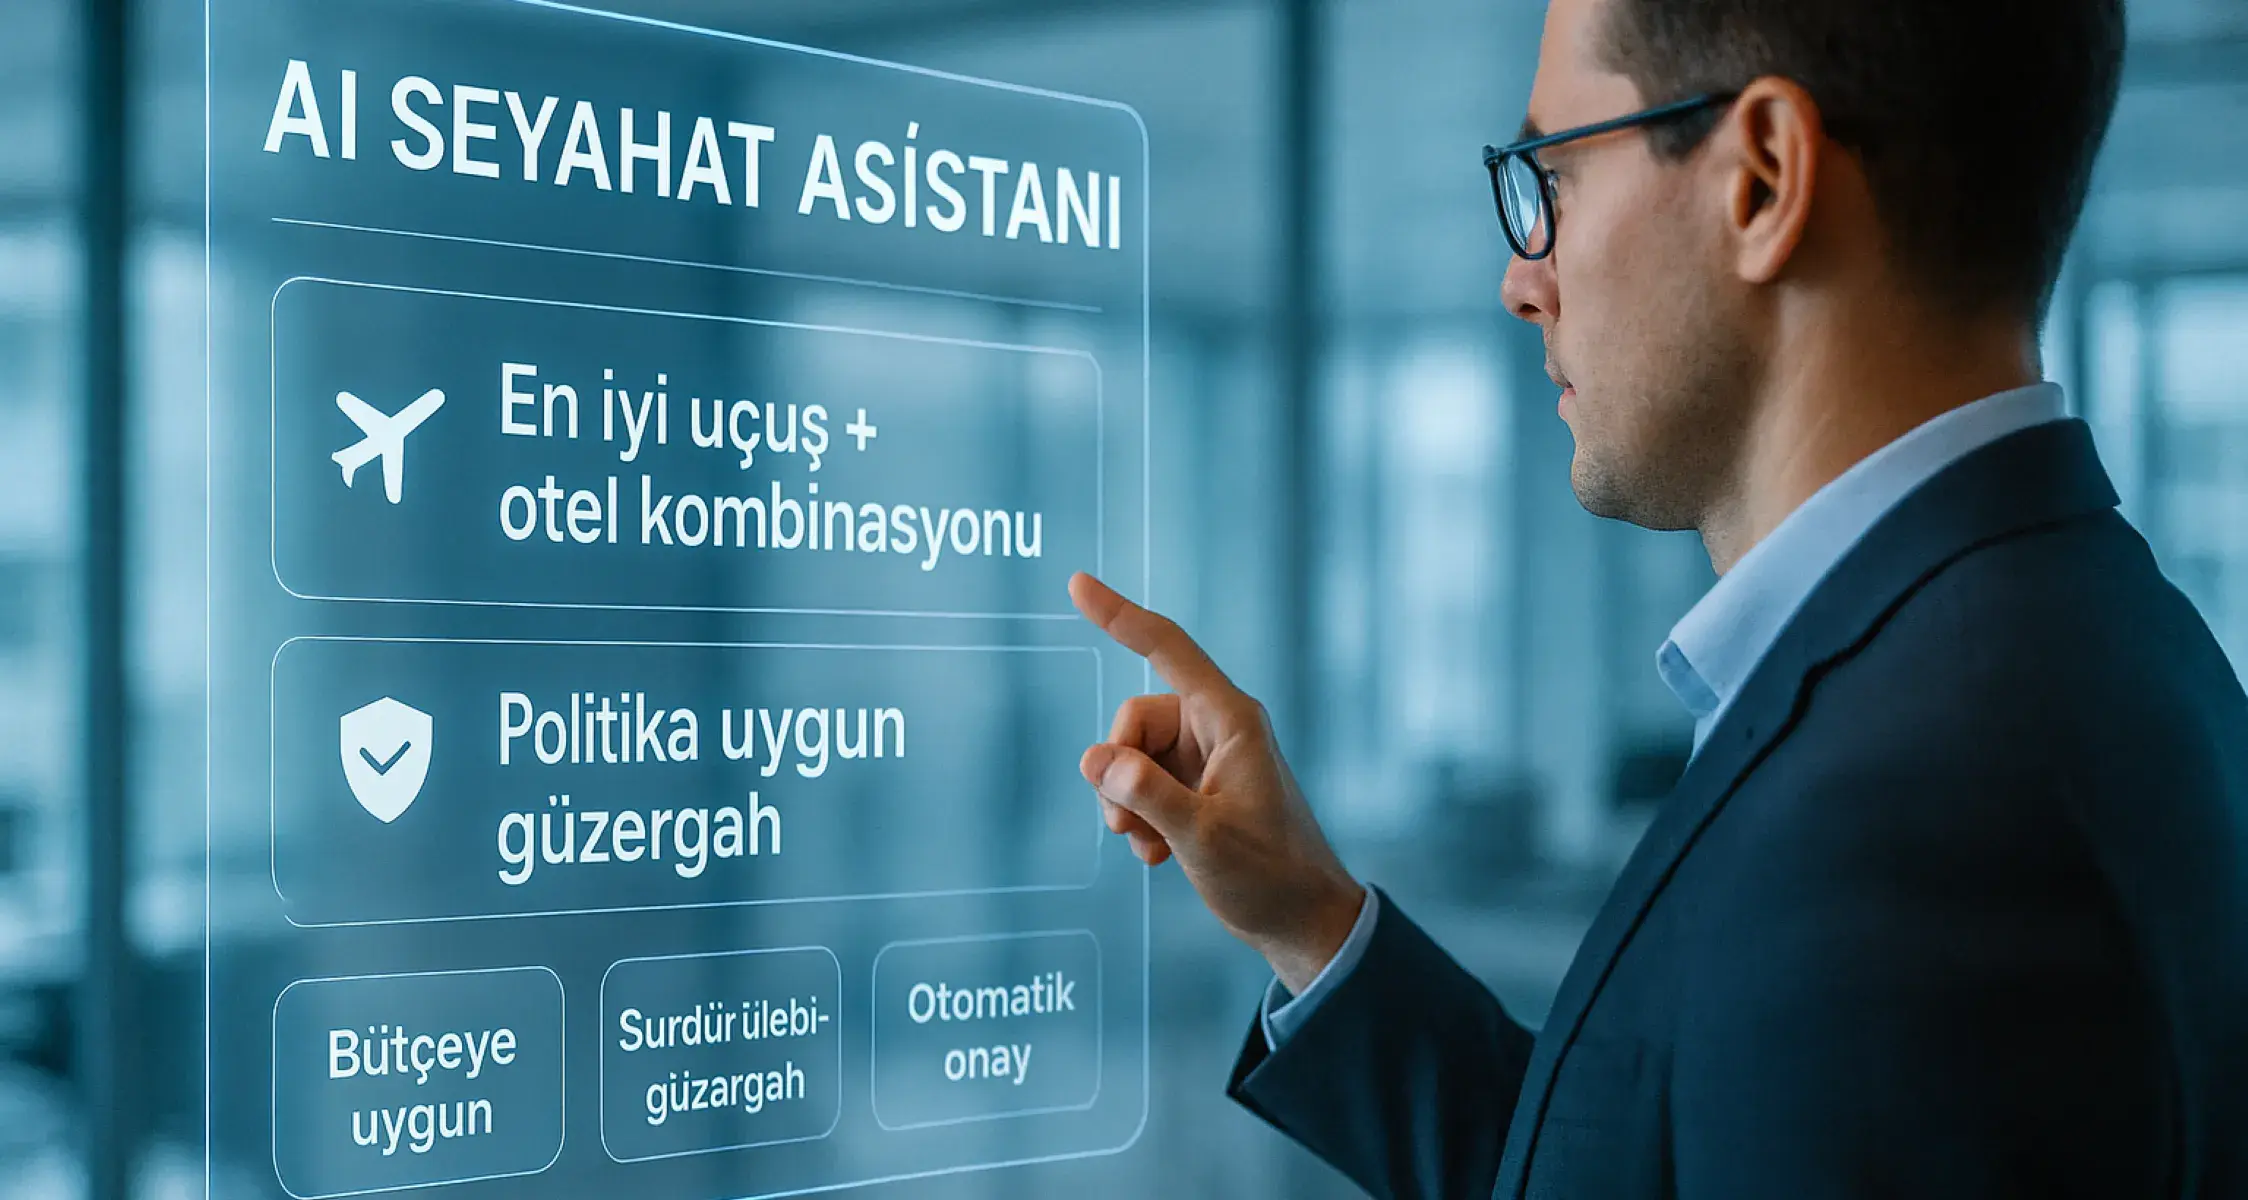 AI SEYAHAT ASİSTANI
En iyi uçuş +
otel kombinasyonu
Politika uygun
güzergah
Bütçeye
uygun
Surdür ülebi-
güzargah
Otomatik
onay